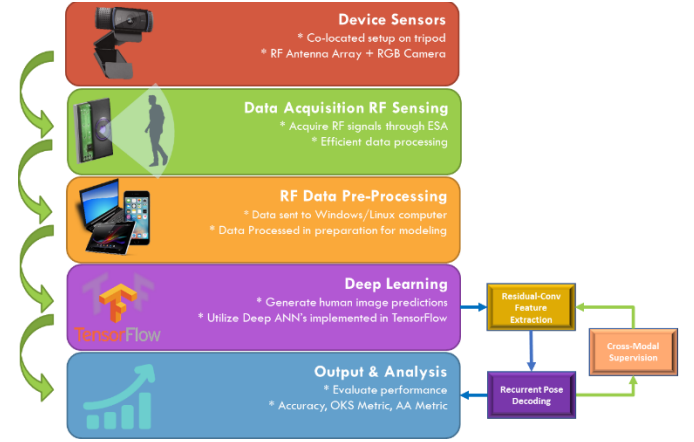 Device Sensors
* Co-located setup on tripod
* RF Antenna Array + RGB Camera
Data Acquisition RF Sensing
* Acquire RF signals through ESA
* Efficient data processing
RF Data Pre-Processing
* Data sent to Windows/Linux computer
* Data Processed in preparation for modeling
Deep Learning
* Generate human image predictions
* Utilize Deep ANN's implemented in TensorFlow
TensorFlow
Residual-Conv
Feature
Extraction
Cross-Modal
Supervision
Output & Analysis
* Evaluate performance
* Accuracy, OKS Metric, AA Metric
Recurrent Pose
Decoding